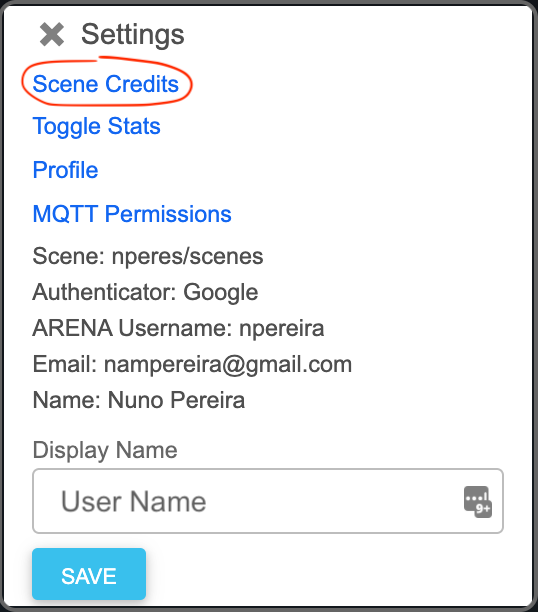 Settings
Scene Credits
Toggle Stats
Profile
MQTT Permissions
Scene: nperes/scenes
Authenticator: Google
ARENA Username: npereira
Email: nampereira@gmail.com
Name: Nuno Pereira
Display Name
User Name
9+
SAVE